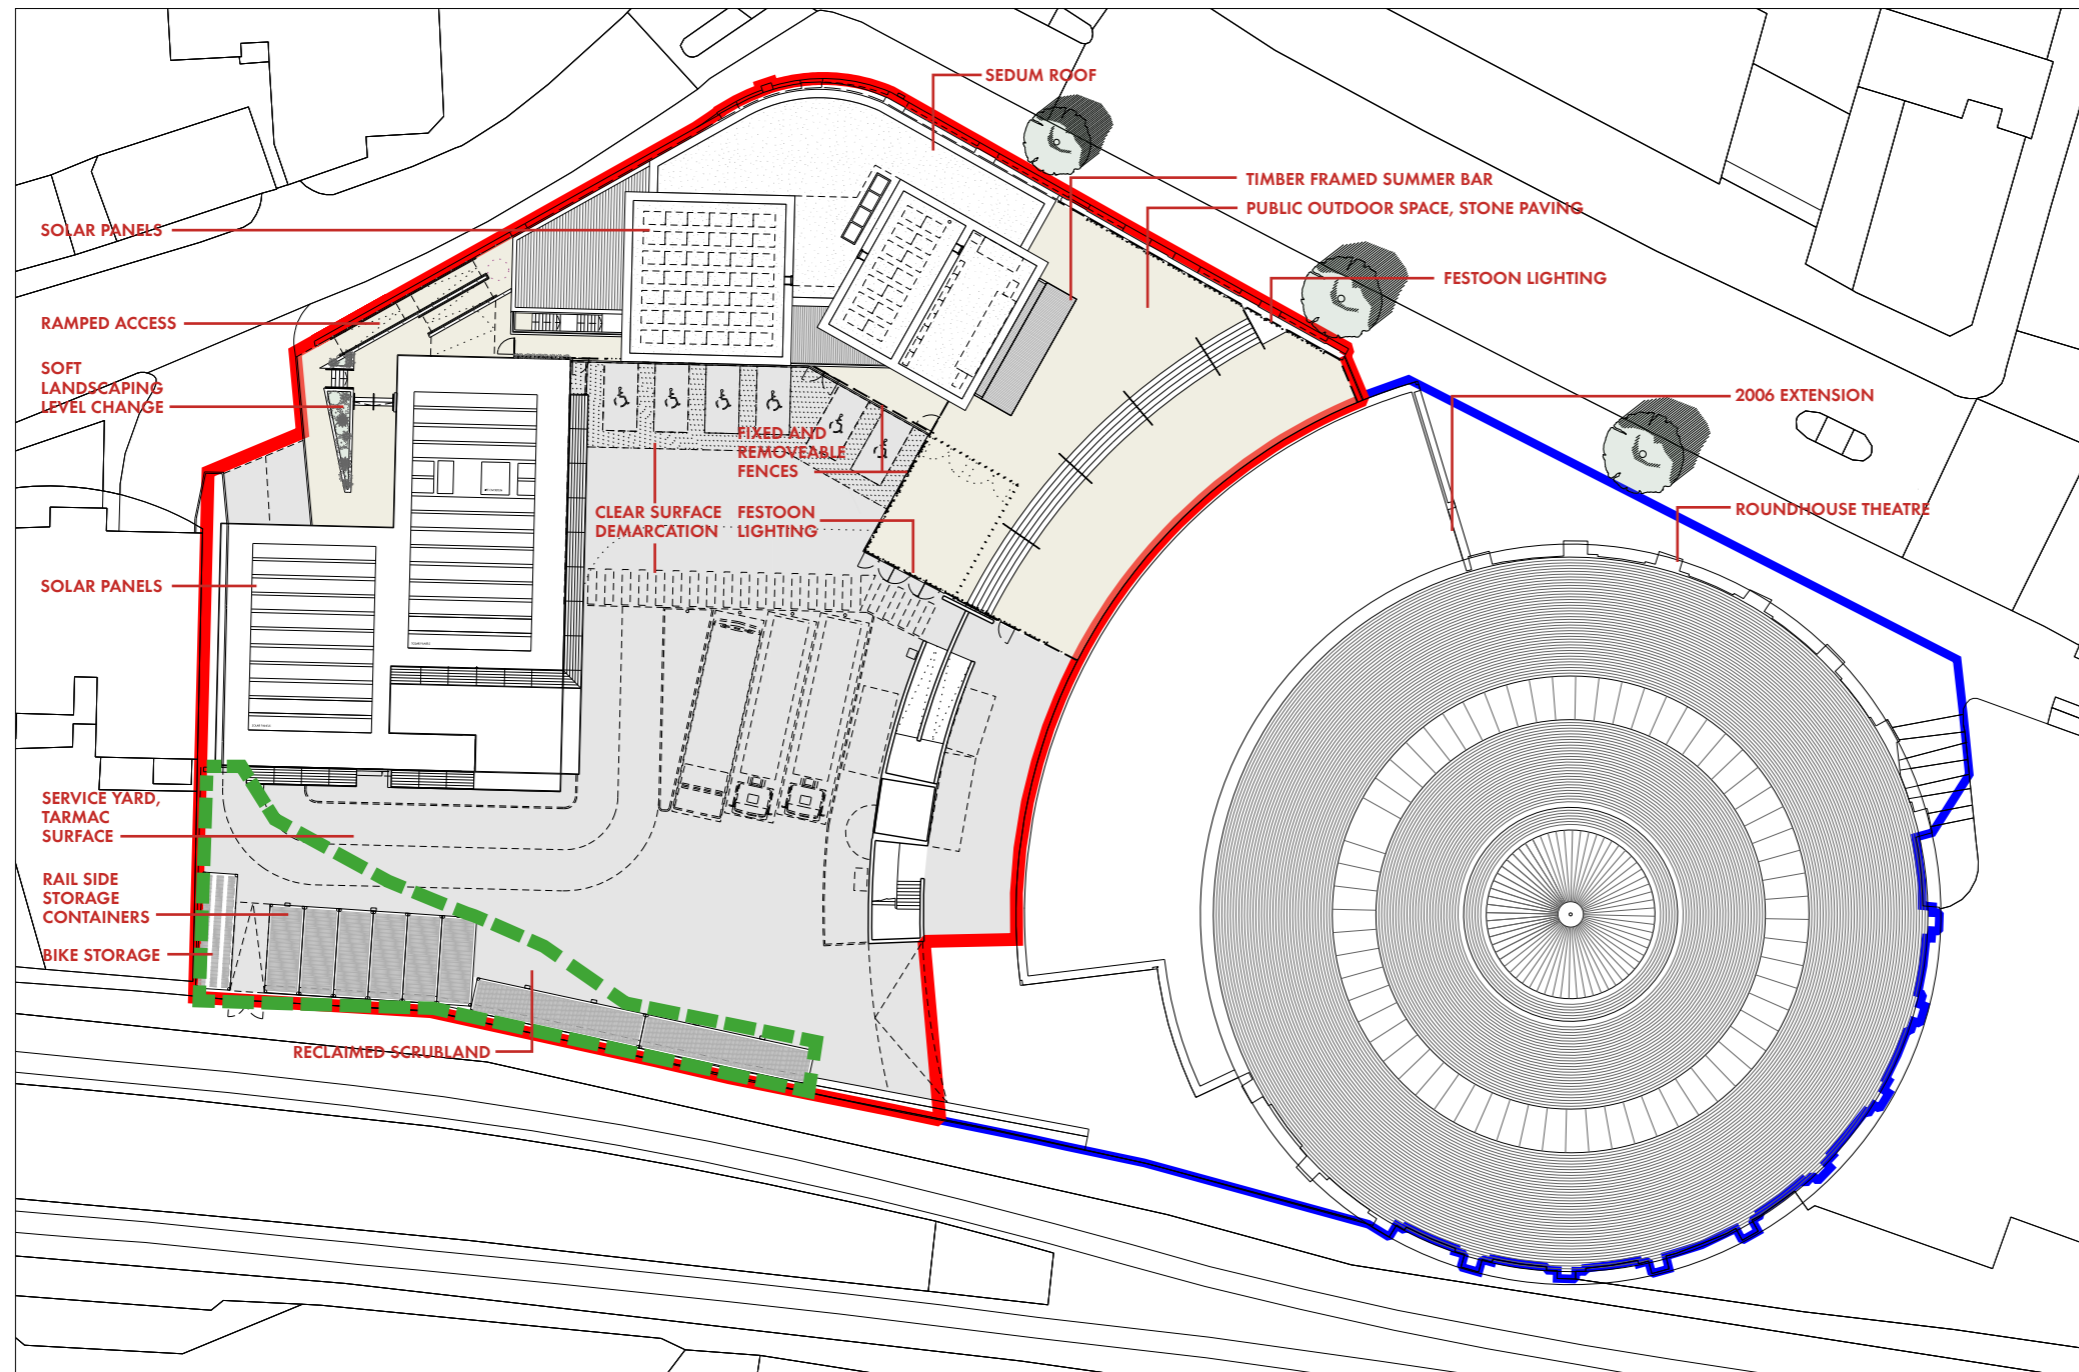 SEDUM ROOF
TIMBER FRAMED SUMMER BAR
PUBLIC OUTDOOR SPACE, STONE PAVING
SOLAR PANELS
FESTOON LIGHTING
RAMPED ACCESS
SOFT
LANDSCAPING
LEVEL CHANGE
2006 EXTENSION
FIXED AND
REMOVEABLE
FENCES
CLEAR SURFACE
DEMARCATION
FESTOON
LIGHTING
ROUNDHOUSE THEATRE
SOLAR PANELS
SERVICE YARD,
TARMAC
SURFACE
RAIL SIDE
STORAGE
CONTAINERS
BIKE STORAGE
RECLAIMED SCRUBLAND